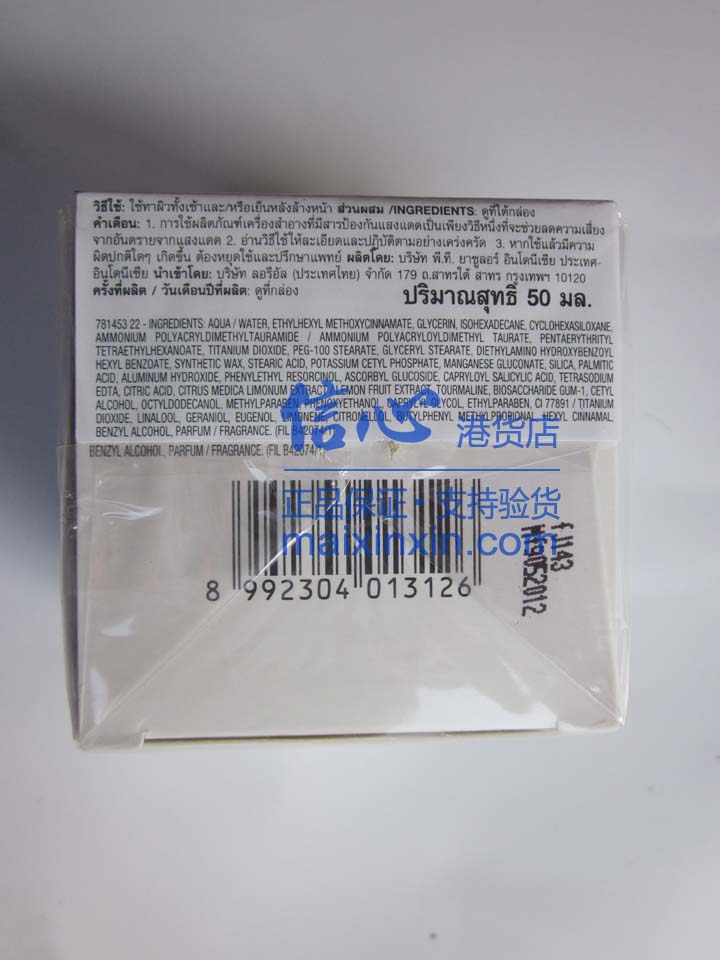 วิธีใช้: ใช้ทาผิวทั้งเช้าและ/หรือเย็นหลังล้างหน้า ส่วนผสม /INGREDIENTS: ดูที่ใต้กล่อง
คำเตือน: 1. การใช้ผลิตภัณฑ์เครื่องสำอางที่มีสารป้องกันแสงแดดเป็นเพียงวิธีหนึ่งที่จะช่วยลดความเสี่ยง
จากอันตรายจากแสงแดด 2. อ่านวิธีใช้ให้ละเอียดและปฏิบัติตามอย่างเคร่งครัด 3. หากใช้แล้วมีความ
ผิดปกติใดๆ เกิดขึ้น ต้องหยุดใช้และปรึกษาแพทย์ ผลิตโดย: บริษัท พี.ที. ยาซูลอร์ อินโดนีเซีย ประเทศ-
อินโดนีเซีย นำเข้าโดย: บริษัท ลอรีอัล (ประเทศไทย) จำกัด 179 ถ.สาทรใต้ สาทร กรุงเทพฯ 10120
ครั้งที่ผลิต / วันเดือนปีที่ผลิต: ดูที่กล่อง ปริมาณสุทธิ 50 มล.
781453 22 - INGREDIENTS: AQUA / WATER, ETHYLHEXYL METHOXYCINNAMATE, GLYCERIN, ISOHEXADECANE, CYCLOHEXASILOXANE,
AMMONIUM POLYACRYLDIMETHYLTAURAMIDE / AMMONIUM POLYACRYLOYLDIMETHYL TAURATE, PENTAERYTHRITYL
TETRAETHYLHEXANOATE, TITANIUM DIOXIDE, PEG-100 STEARATE, GLYCERYL STEARATE, DIETHYLAMINO HYDROXYBENZOYL
HEXYL BENZOATE, SYNTHETIC WAX, STEARIC ACID, POTASSIUM CETYL PHOSPHATE, MANGANESE GLUCONATE, SILICA, PALMITIC
ACID, ALUMINUM HYDROXIDE, PHENYLETHYL RESORCINOL, ASCORBYL GLUCOSIDE, CAPRYLOYL SALICYLIC ACID, TETRASODIUM
EDTA, CITRIC ACID, CITRUS MEDICA LIMONUM EXTRACT / LEMON FRUIT EXTRACT, TOURMALINE, BIOSACCHARIDE GUM-1, CETYL
ALCOHOL, OCTYLDODECANOL, METHYLPARABEN, PHENOXYETHANOL, CAPRYLYL GLYCOL, ETHYLPARABEN, CI 77891 / TITANIUM
DIOXIDE, LINALOOL, GERANIOL, EUGENOL, LIMONENE, CITRONELLOL, BUTYLPHENYL METHYLPROPIONAL, HEXYL CINNAMAL,
BENZYL ALCOHOL, PARFUM / FRAGRANCE. (FIL B42074/1)
BENZYL ALCOHOL, PARFUM / FRAGRANCE. (FIL B42074/1)
信心 港货店
正品保证·支持验货
maixinxin.com
8 992304 013126
f 1143
052012